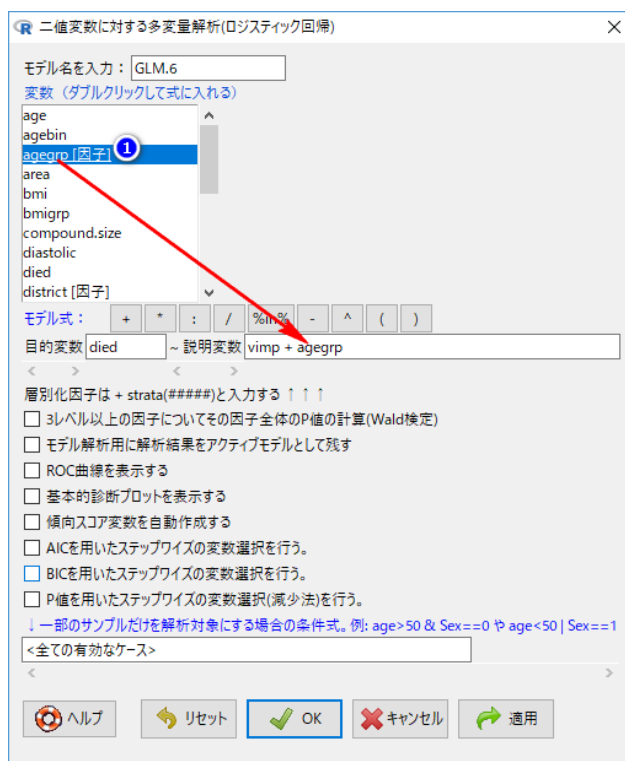 二値変数に対する多変量解析(ロジスティック回帰)
モデル名を入力: GLM.6
変数(ダブルクリックして式に入れる)
age
agebin
agegrp [因子] 1
area
bmi
bmigrp
compound.size
diastolic
died
district [因子]
モデル式: + * : / %in% - ^ ( )
目的変数 died ~ 説明変数 vimp + agegrp
層別化因子は + strata(#####)と入力する ↑ ↑ ↑
3レベル以上の因子についてその因子全体のP値の計算(Wald検定)
モデル解析用に解析結果をアクティブモデルとして残す
ROC曲線を表示する
基本的診断プロットを表示する
傾向スコア変数を自動作成する
AICを用いたステップワイズの変数選択を行う。
BICを用いたステップワイズの変数選択を行う。
P値を用いたステップワイズの変数選択(減少法)を行う。
↓一部のサンプルだけを解析対象にする場合の条件式。例: age>50 & Sex==0 や age<50 | Sex==1
<全ての有効なケース>
ヘルプ リセット OK キャンセル 適用